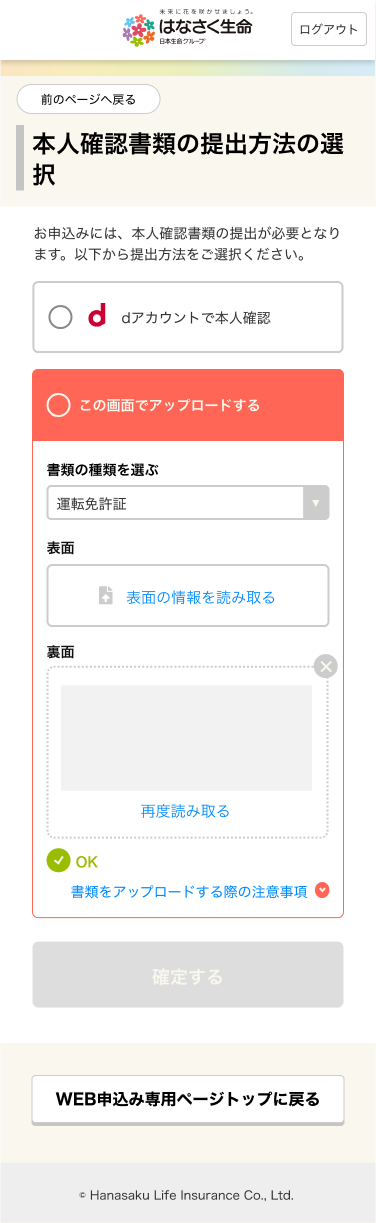 未来に花を咲かせましょう。
はなさく生命
日本生命グループ
ログアウト
前のページへ戻る
本人確認書類の提出方法の選
択
お申込みには、本人確認書類の提出が必要となり
ます。以下から提出方法をご選択ください。
d dアカウントで本人確認
この画面でアップロードする
書類の種類を選ぶ
運転免許証
表面
表面の情報を読み取る
裏面
再度読み取る
OK
書類をアップロードする際の注意事項
確定する
WEB申込み専用ページトップに戻る
© Hanasaku Life Insurance Co., Ltd.